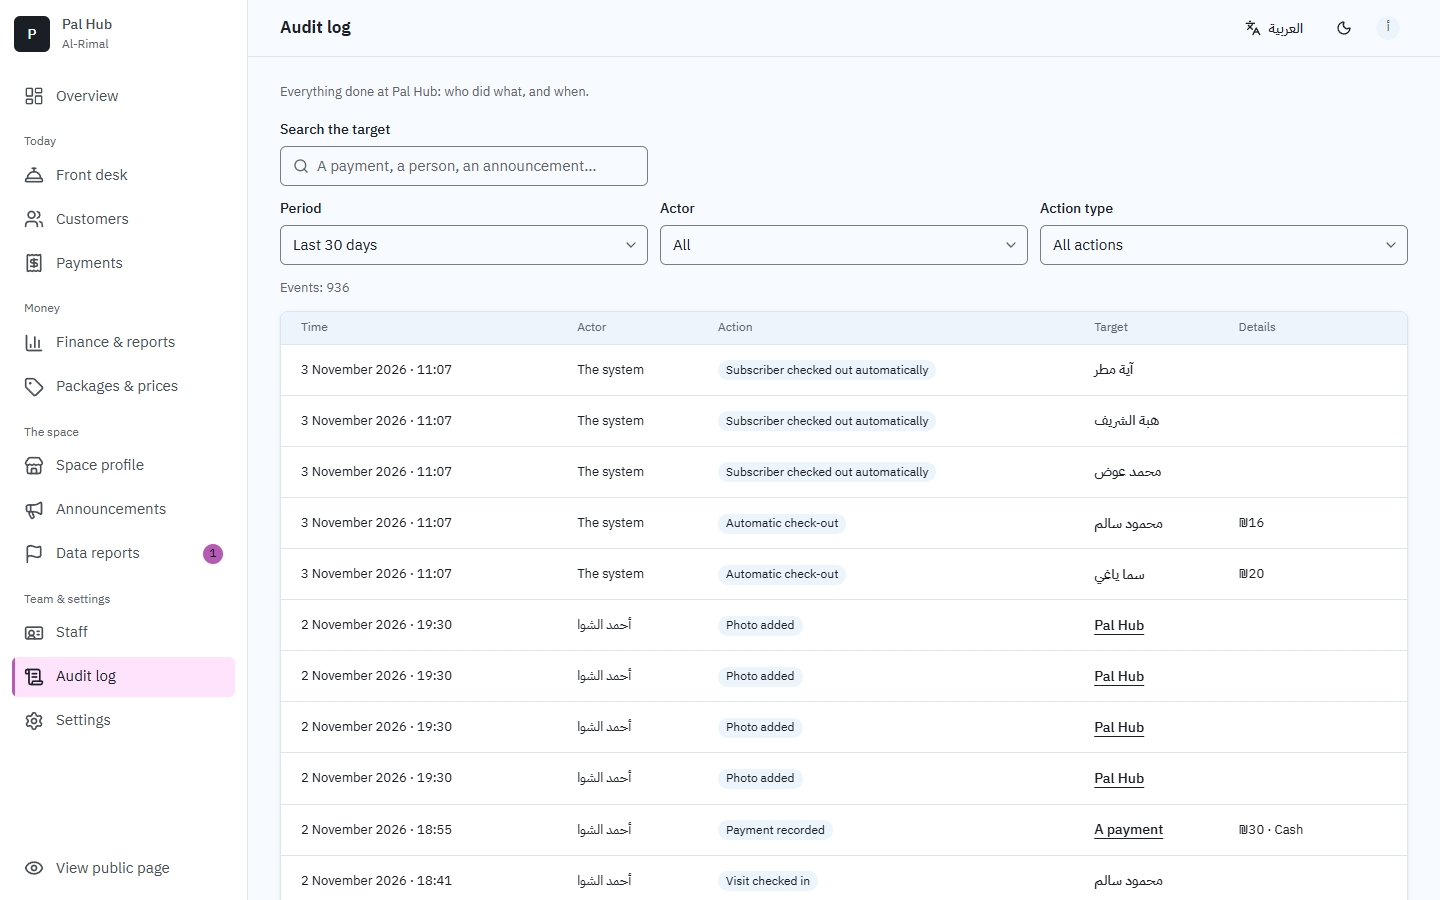 P
Pal Hub
Al-Rimal
Overview
Today
Front desk
Customers
Payments
Money
Finance & reports
Packages & prices
The space
Space profile
Announcements
Data reports 1
Team & settings
Staff
Audit log
Settings
View public page
Audit log
العربية
أ
Everything done at Pal Hub: who did what, and when.
Search the target
A payment, a person, an announcement...
Period Actor Action type
Last 30 days All All actions
Events: 936
Time Actor Action Target Details
3 November 2026 · 11:07 The system Subscriber checked out automatically آية مطر
3 November 2026 · 11:07 The system Subscriber checked out automatically هبة الشريف
3 November 2026 · 11:07 The system Subscriber checked out automatically محمد عوض
3 November 2026 · 11:07 The system Automatic check-out محمود سالم ₪16
3 November 2026 · 11:07 The system Automatic check-out سما ياغي ₪20
2 November 2026 · 19:30 أحمد الشوا Photo added Pal Hub
2 November 2026 · 19:30 أحمد الشوا Photo added Pal Hub
2 November 2026 · 19:30 أحمد الشوا Photo added Pal Hub
2 November 2026 · 19:30 أحمد الشوا Photo added Pal Hub
2 November 2026 · 18:55 أحمد الشوا Payment recorded A payment ₪30 · Cash
2 November 2026 · 18:41 أحمد الشوا Visit checked in محمود سالم